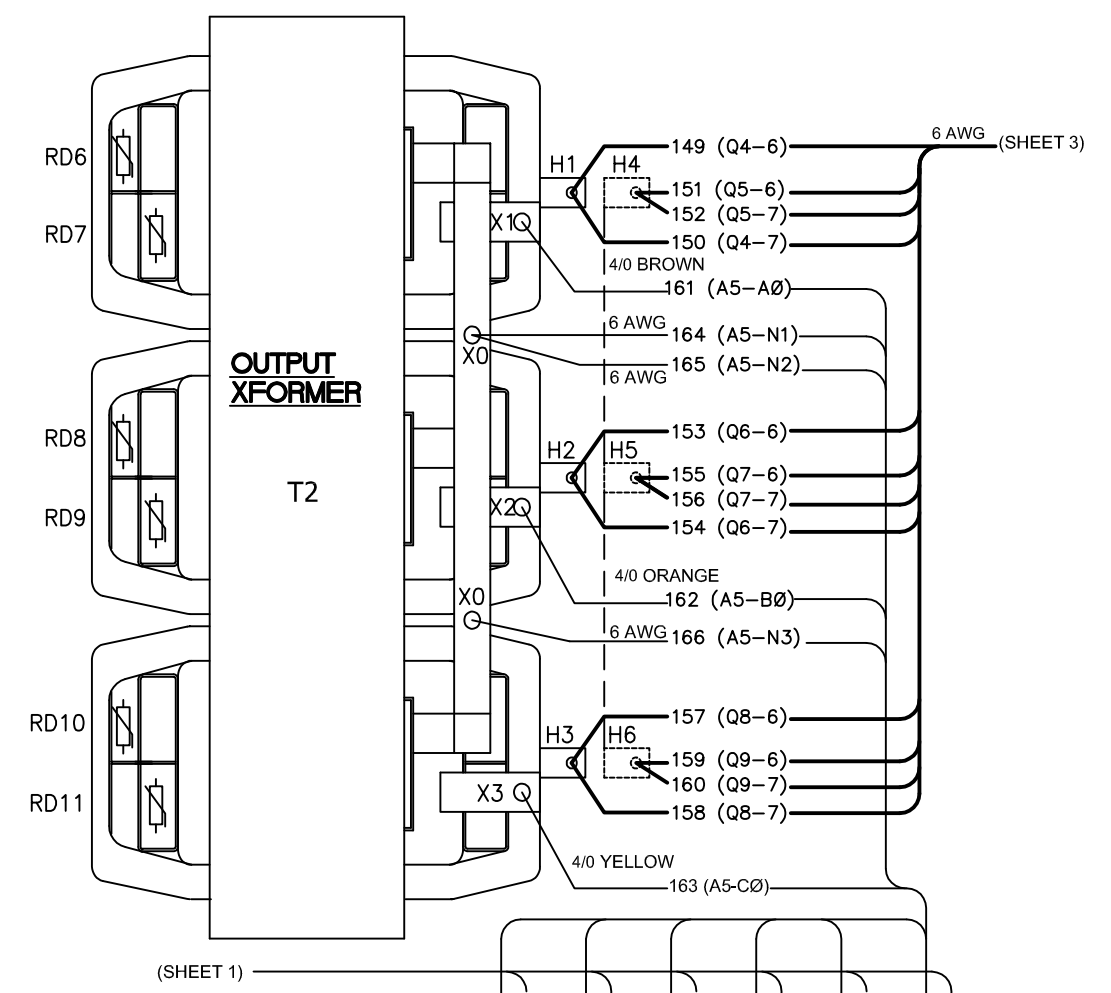 6 AWG
(SHEET 3)
149 (Q4-6)
RD6
H1
H4
151 (Q5-6)
152 (Q5-7)
RD7
X1
150 (Q4-7)
4/0 BROWN
161 (A5-AØ)
6 AWG
164 (A5-N1)
OUTPUT
XFORMER
X0
165 (A5-N2)
6 AWG
RD8
153 (Q6-6)
H2
H5
155 (Q7-6)
T2
156 (Q7-7)
RD9
X2
154 (Q6-7)
4/0 ORANGE
X0
162 (A5-BØ)
6 AWG
166 (A5-N3)
RD10
157 (Q8-6)
H3
H6
159 (Q9-6)
160 (Q9-7)
RD11
X3
158 (Q8-7)
4/0 YELLOW
163 (A5-CØ)
(SHEET 1)